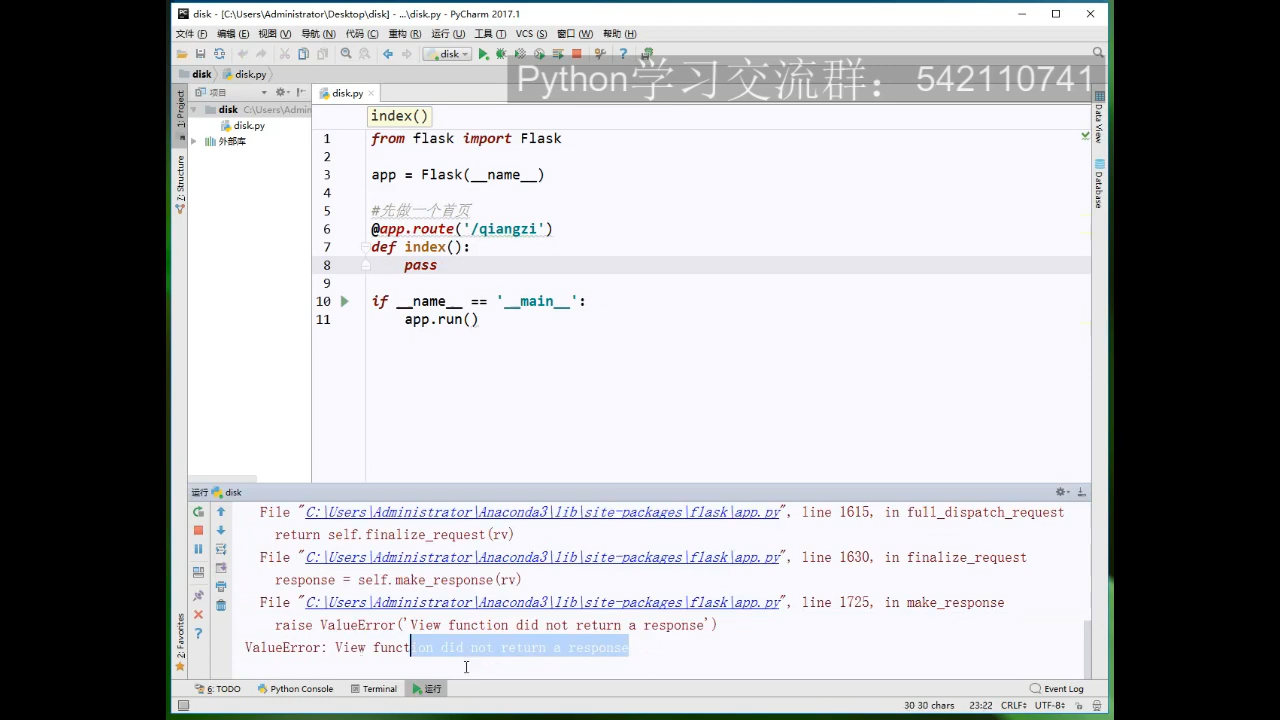 disk - [C:\Users\Administrator\Desktop\disk] - ...\disk.py - PyCharm 2017.1
文件(F) 编辑(E) 视图(V) 导航(N) 代码(C) 重构(R) 运行(U) 工具(T) VCS(S) 窗口(W) 帮助(H)
disk
Python学习交流群：542110741
disk disk.py
项目
disk.py
1: Project
disk C:\Users\Admin
disk.py
外部库
Z: Structure
2: Favorites
Data View
Database
index()
1 from flask import Flask
2
3 app = Flask(__name__)
4
5 #先做一个首页
6 @app.route('/qiangzi')
7 def index():
8 pass
9
10 if __name__ == '__main__':
11 app.run()
运行 disk
File "C:\Users\Administrator\Anaconda3\lib\site-packages\flask\app.py", line 1615, in full_dispatch_request
return self.finalize_request(rv)
File "C:\Users\Administrator\Anaconda3\lib\site-packages\flask\app.py", line 1630, in finalize_request
response = self.make_response(rv)
File "C:\Users\Administrator\Anaconda3\lib\site-packages\flask\app.py", line 1725, in make_response
raise ValueError('View function did not return a response')
ValueError: View function did not return a response
6: TODO Python Console Terminal 运行 Event Log
30 30 chars 23:22 CRLF UTF-8